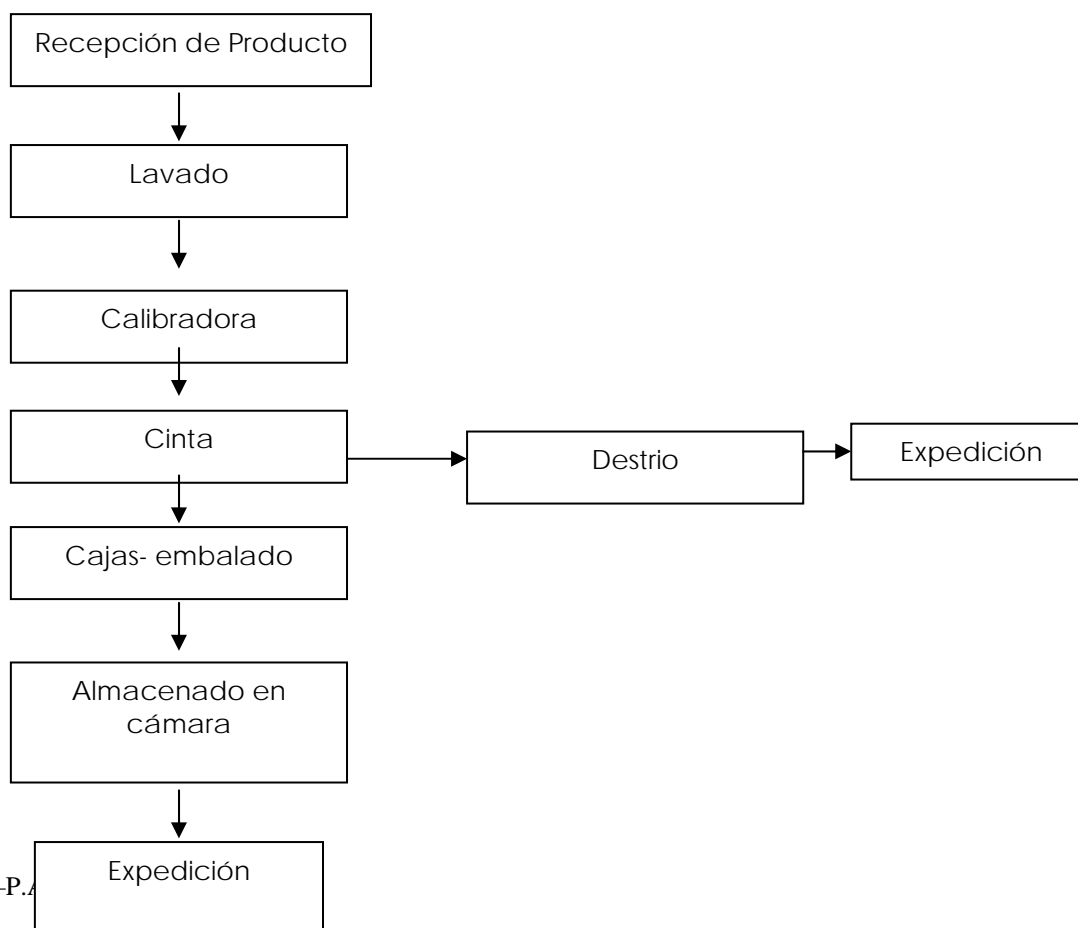 Recepción de Producto
Lavado
Calibradora
Cinta
Destrio
Expedición
Cajas- embalado
Almacenado en
cámara
Expedición
-P.